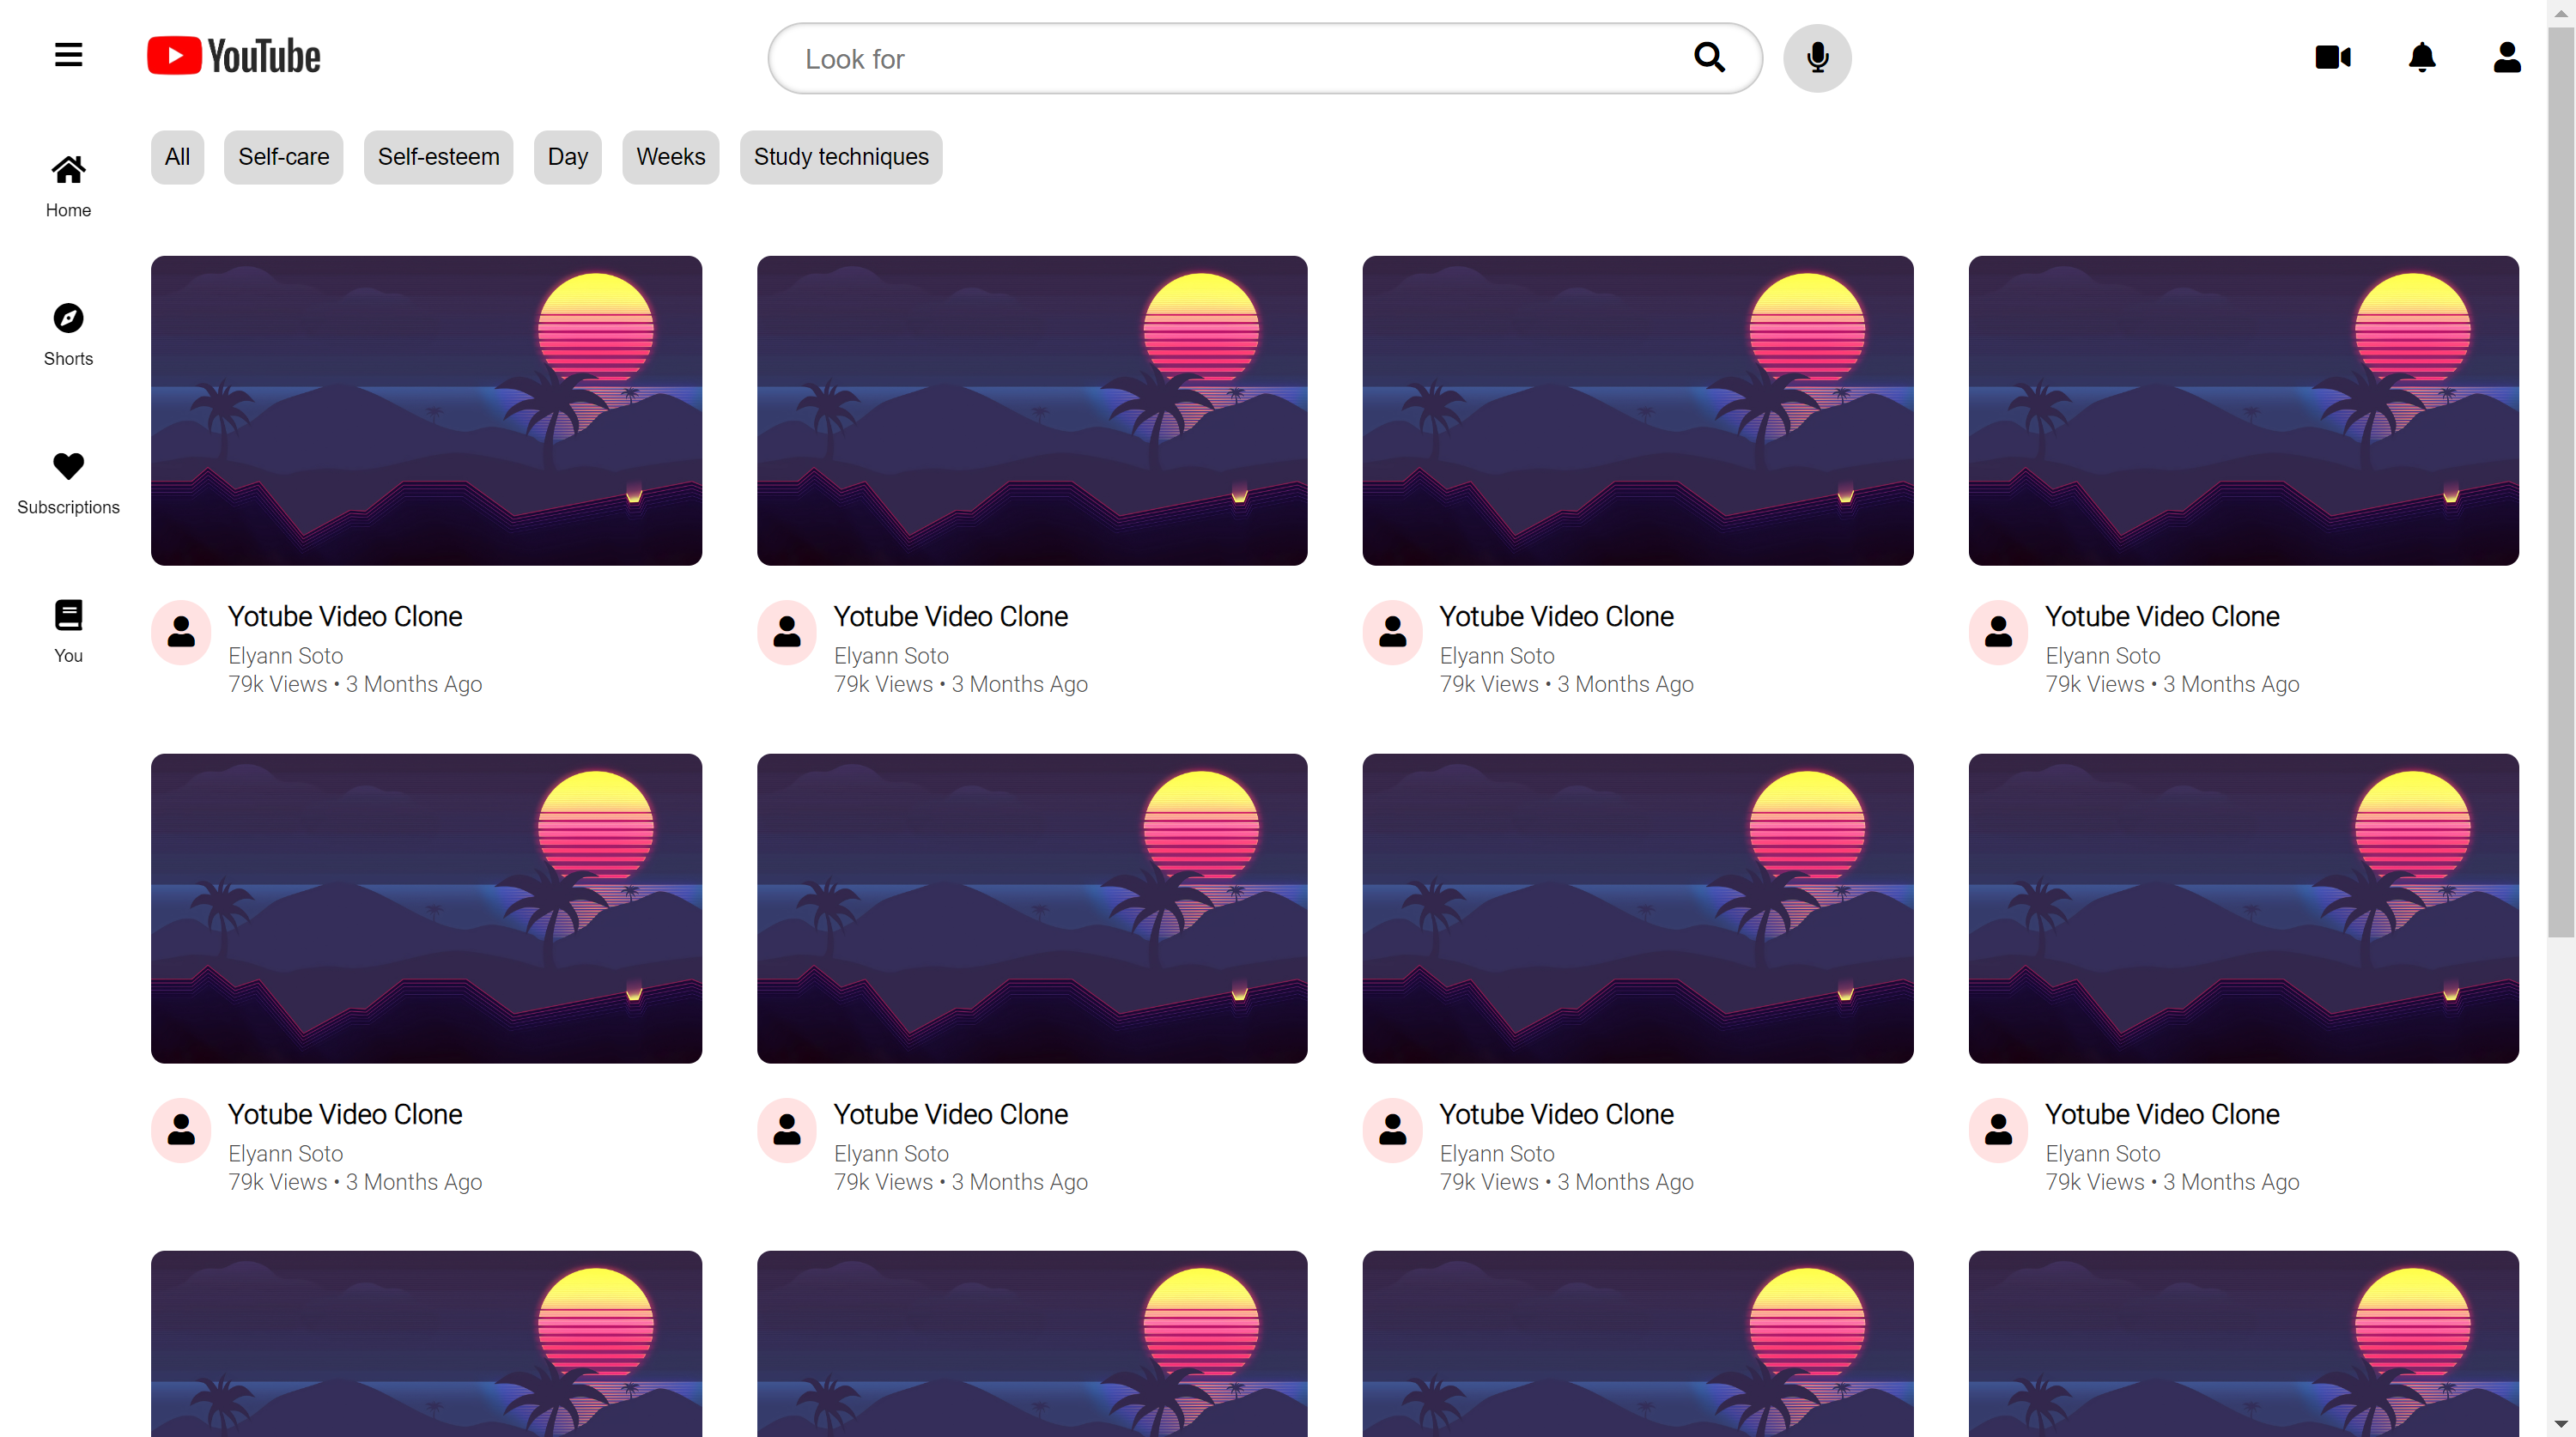 YouTube
Look for
All
Self-care
Self-esteem
Day
Weeks
Study techniques
Home
Shorts
Subscriptions
You
Yotube Video Clone
Elyann Soto
79k Views • 3 Months Ago
Yotube Video Clone
Elyann Soto
79k Views • 3 Months Ago
Yotube Video Clone
Elyann Soto
79k Views • 3 Months Ago
Yotube Video Clone
Elyann Soto
79k Views • 3 Months Ago
Yotube Video Clone
Elyann Soto
79k Views • 3 Months Ago
Yotube Video Clone
Elyann Soto
79k Views • 3 Months Ago
Yotube Video Clone
Elyann Soto
79k Views • 3 Months Ago
Yotube Video Clone
Elyann Soto
79k Views • 3 Months Ago